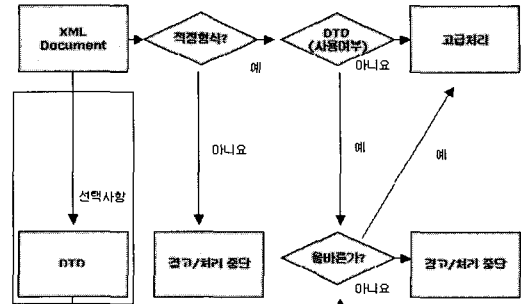 XML
Document
적정형식?
DTD
(사용여부)
고급처리
예
아니요
아니요
예
예
선택사항
DTD
경고/처리 중단
올바른가?
경고/처리 중단
아니요